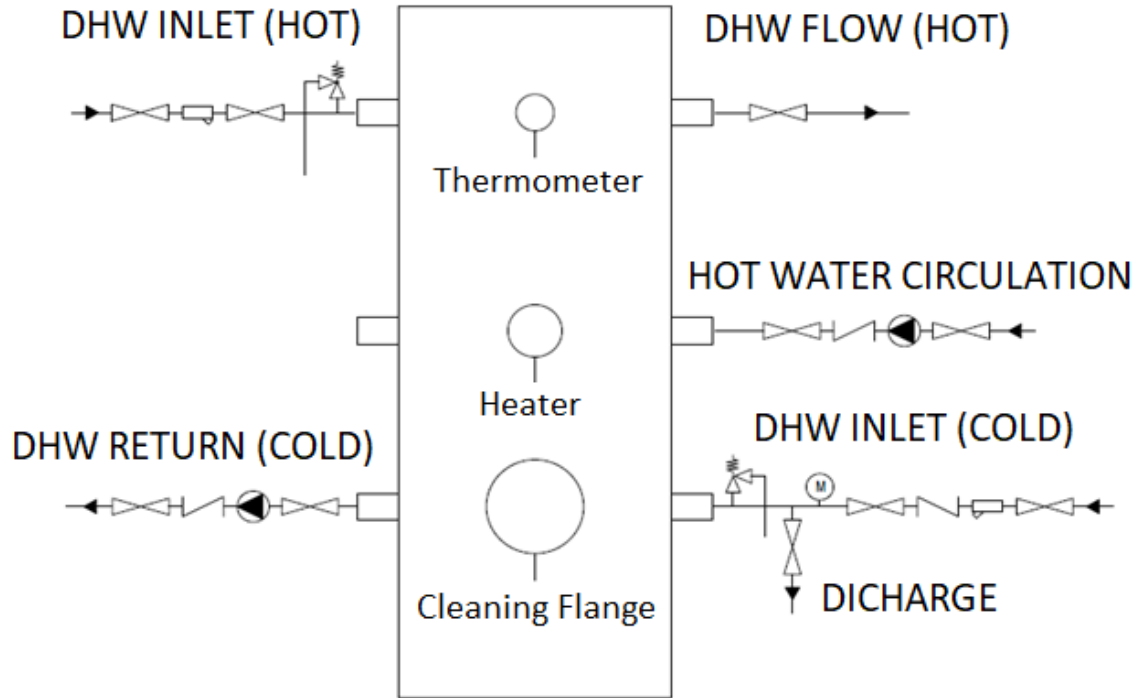 DHW INLET (HOT)
DHW FLOW (HOT)
Thermometer
HOT WATER CIRCULATION
Heater
DHW RETURN (COLD)
DHW INLET (COLD)
M
Cleaning Flange
DICHARGE